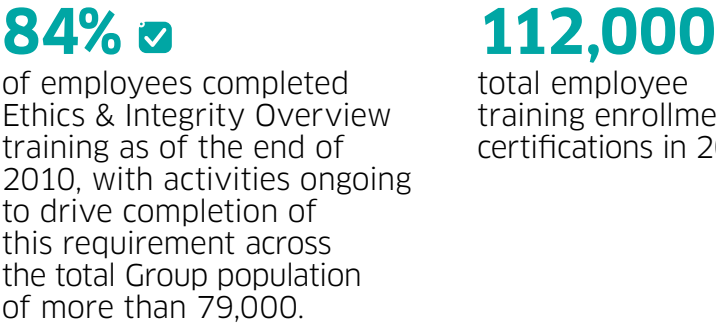 84%
of employees completed
Ethics & Integrity Overview
training as of the end of
2010, with activities ongoing
to drive completion of
this requirement across
the total Group population
of more than 79,000.
112,000
total employee
training
certifications in